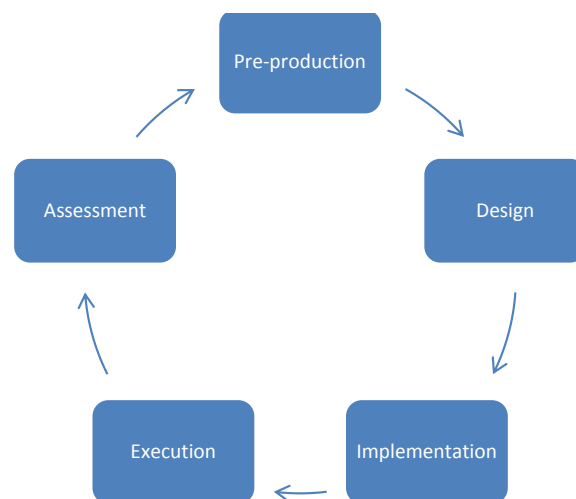 Pre-production
Design
Implementation
Execution
Assessment